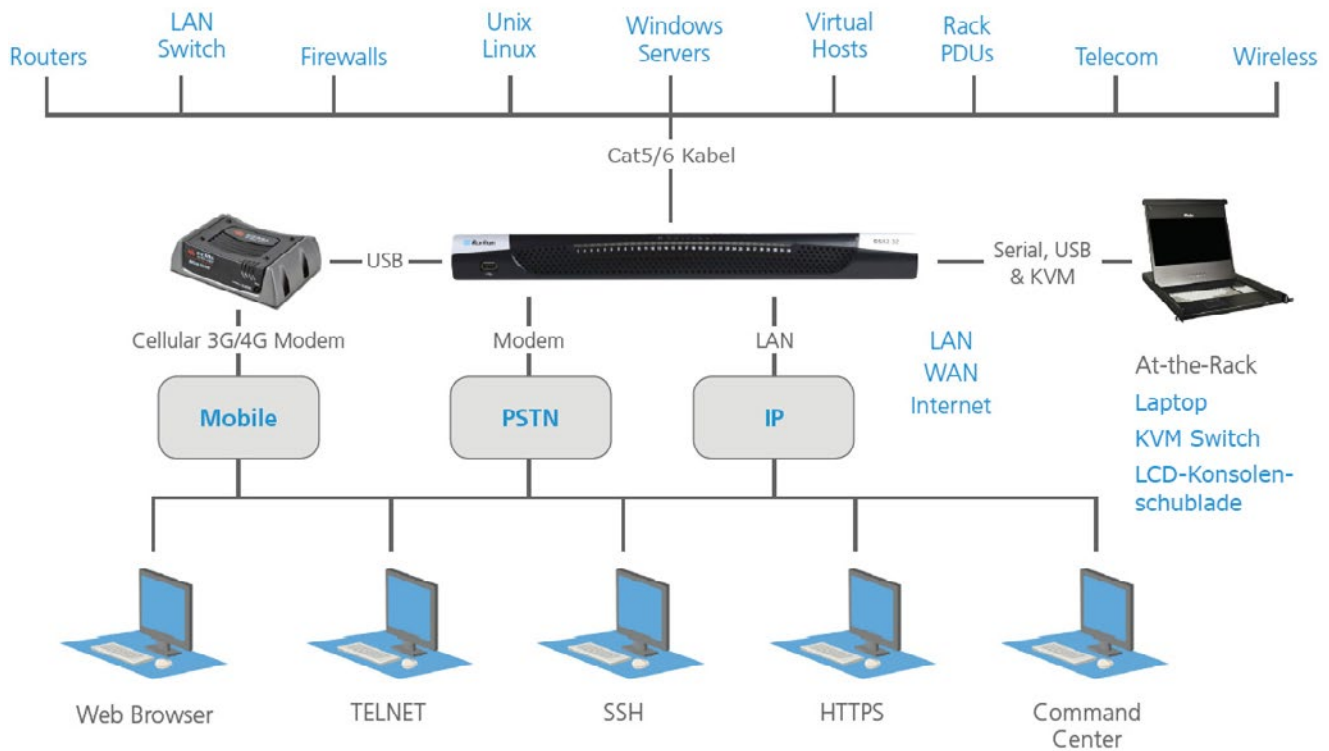 LAN
Switch
Unix
Linux
Windows
Servers
Virtual
Hosts
Rack
PDUs
Routers
Firewalls
Telecom
Wireless
Cat5/6 Kabel
Raritan
USB
Serial, USB
& KVM
Cellular 3G/4G Modem
Modem
LAN
LAN
WAN
Internet
At-the-Rack
Laptop
KVM Switch
LCD-Konsolen-
schublade
Mobile
PSTN
IP
Web Browser
TELNET
SSH
HTTPS
Command
Center